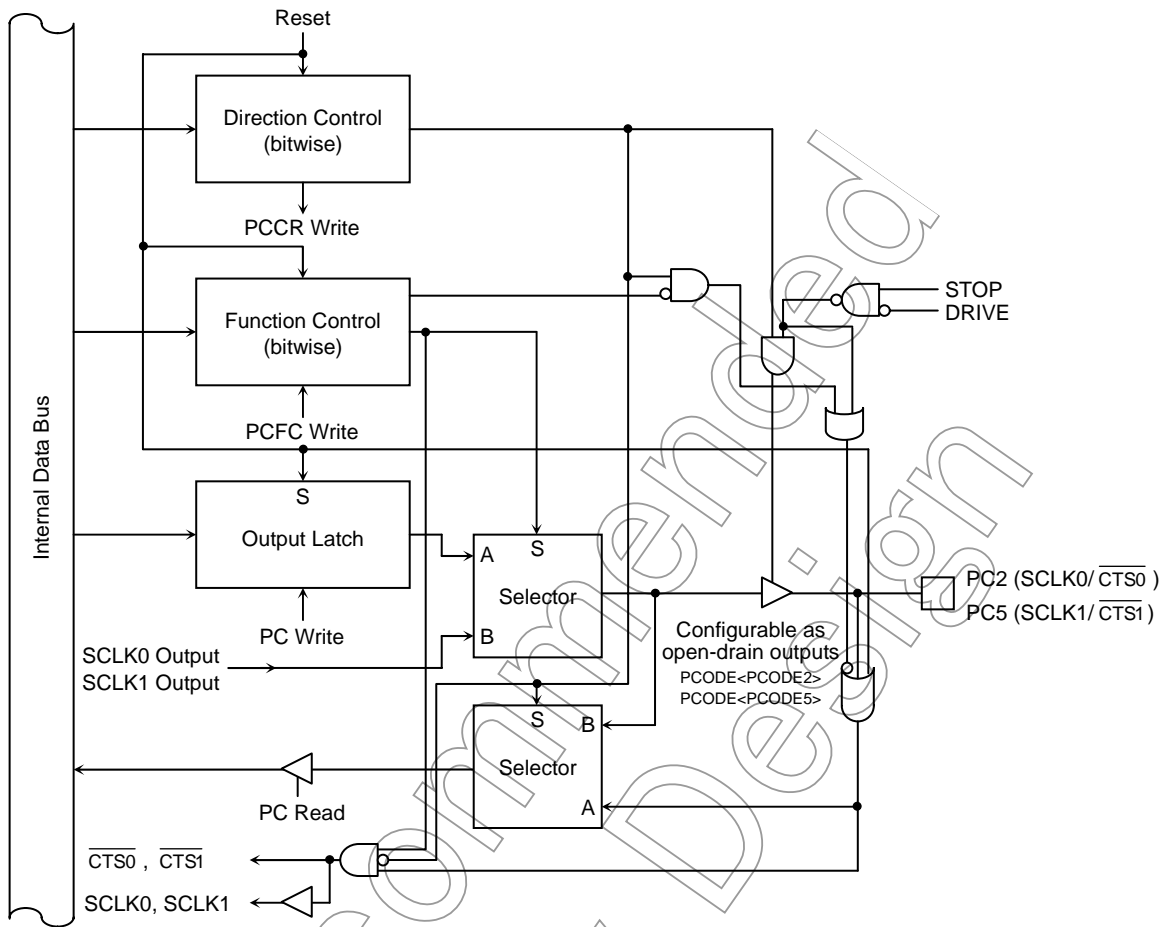 Reset
Direction Control
(bitwise)
PCCR Write
Function Control
(bitwise)
STOP
DRIVE
PCFC Write
Internal Data Bus
S
Output Latch
A
S
Selector
B
PC2 (SCLK0/ CTS0 )
PC5 (SCLK1/ CTS1 )
PC Write
SCLK0 Output
SCLK1 Output
Configurable as
open-drain outputs
PCODE<PCODE2>
PCODE<PCODE5>
S
B
Selector
A
PC Read
CTS0 , CTS1
SCLK0, SCLK1
commended
Design